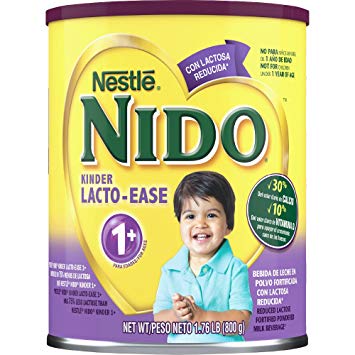 Nestlé
NIDO
KINDER
LACTO-EASE
1+
CON LACTOSA
REDUCIDA*
NO PARA NIÑOS MENORES
DE 1 AÑO DE EDAD
NOT FOR CHILDREN
UNDER 1 YEAR OF AGE
30%
10%
BEBIDA DE LECHE EN
POLVO FORTIFICADA
CON LACTOSA
REDUCIDA*
REDUCED LACTOSE
FORTIFIED POWDERED
MILK BEVERAGE*
NET WT/PESO NETO 1.76 LB (800 g)